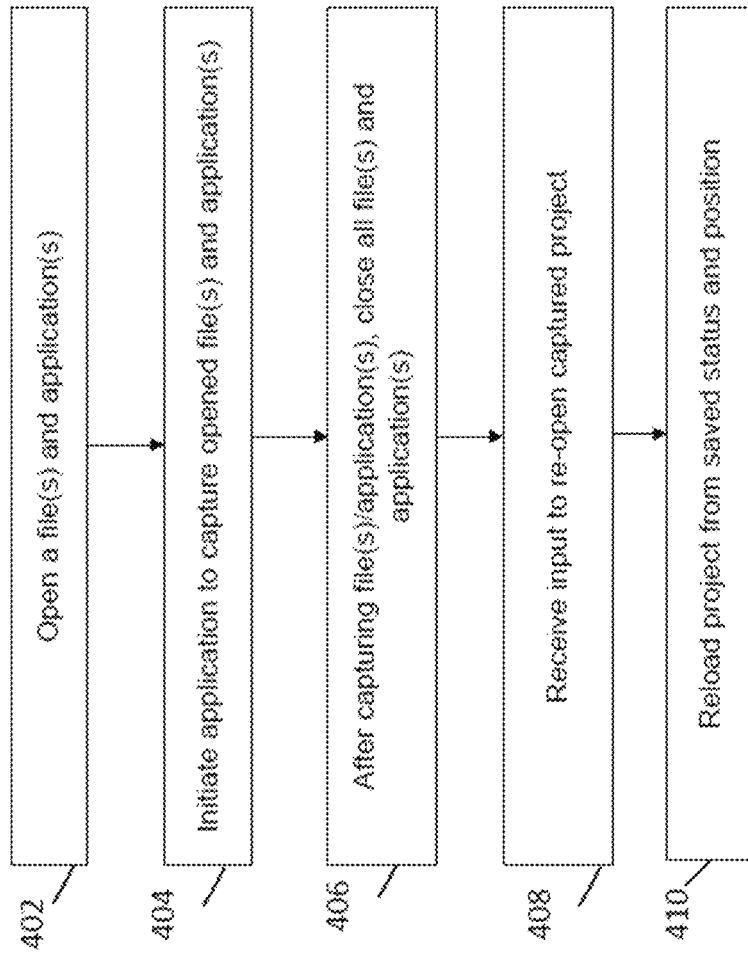 402
Open a file(s) and application(s)
404
Initiate application to capture opened file(s) and application(s)
406
After capturing file(s)/application(s), close all file(s) and
application(s)
408
Receive input to re-open captured project
410
Reload project from saved status and position